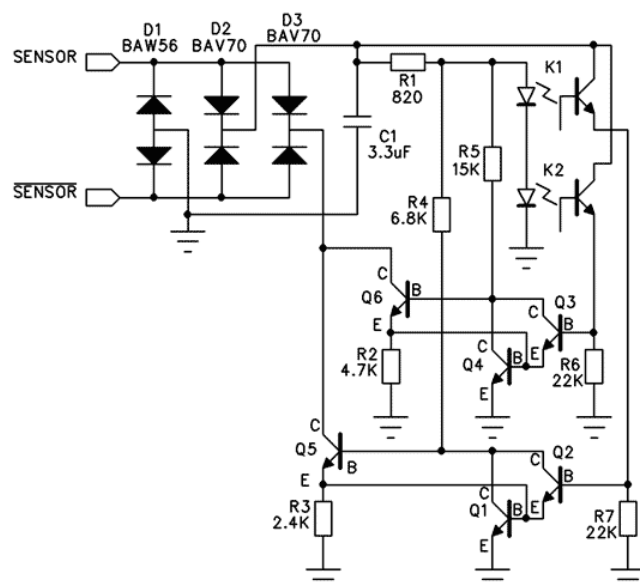 D1
BAW56
D2
BAV70
D3
BAV70
SENSOR
SENSOR
R1
820
C1
3.3uF
K1
K2
R5
15K
R4
6.8K
C
B
E
Q6
R2
4.7K
C
B
E
Q4
C
B
E
Q3
R6
22K
C
B
E
Q5
R3
2.4K
C
B
E
Q1
C
B
E
Q2
R7
22K